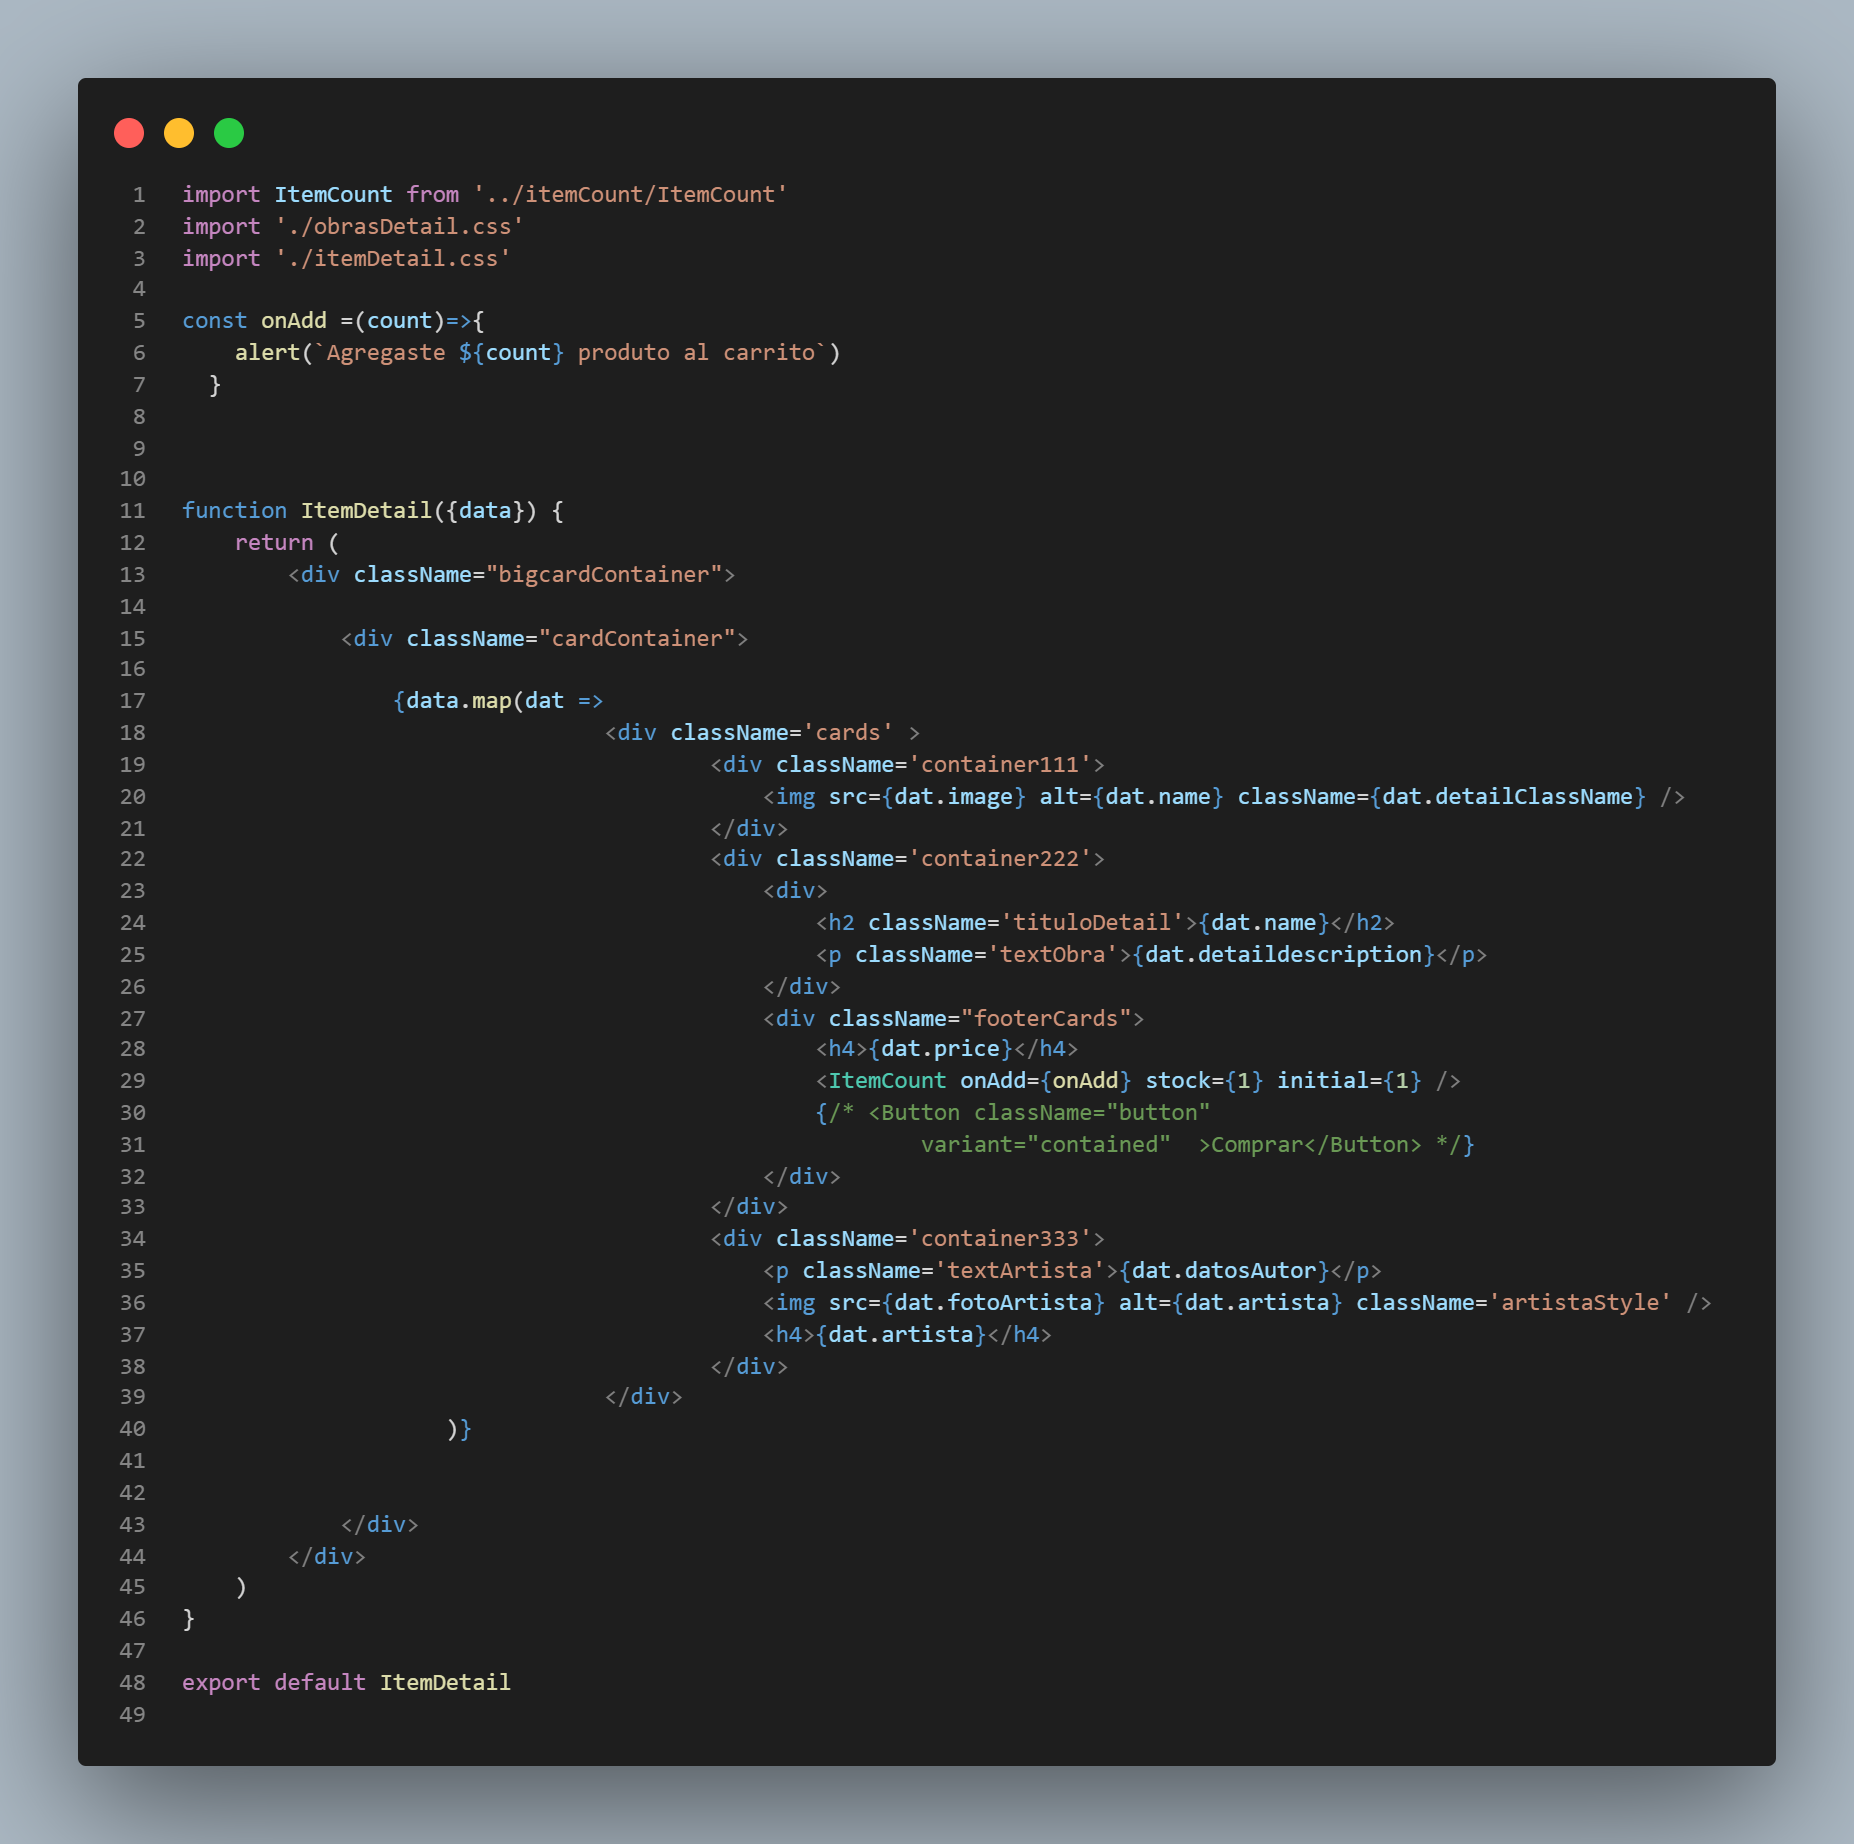 1 import ItemCount from '../itemCount/ItemCount'
2 import './obrasDetail.css'
3 import './itemDetail.css'
4
5 const onAdd =(count)=>{
6     alert(`Agregaste ${count} produto al carrito`)
7   }
8
9
10
11 function ItemDetail({data}) {
12     return (
13         <div className="bigcardContainer">
14
15             <div className="cardContainer">
16
17                 {data.map(dat =>
18                                 <div className='cards' >
19                                         <div className='container111'>
20                                             <img src={dat.image} alt={dat.name} className={dat.detailClassName} />
21                                         </div>
22                                         <div className='container222'>
23                                             <div>
24                                                 <h2 className='tituloDetail'>{dat.name}</h2>
25                                                 <p className='textObra'>{dat.detaildescription}</p>
26                                             </div>
27                                             <div className="footerCards">
28                                                 <h4>{dat.price}</h4>
29                                                 <ItemCount onAdd={onAdd} stock={1} initial={1} />
30                                                 {/* <Button className="button"
31                                                         variant="contained"  >Comprar</Button> */}
32                                             </div>
33                                         </div>
34                                         <div className='container333'>
35                                             <p className='textArtista'>{dat.datosAutor}</p>
36                                             <img src={dat.fotoArtista} alt={dat.artista} className='artistaStyle' />
37                                             <h4>{dat.artista}</h4>
38                                         </div>
39                                 </div>
40                     )}
41
42
43             </div>
44         </div>
45     )
46 }
47
48 export default ItemDetail
49